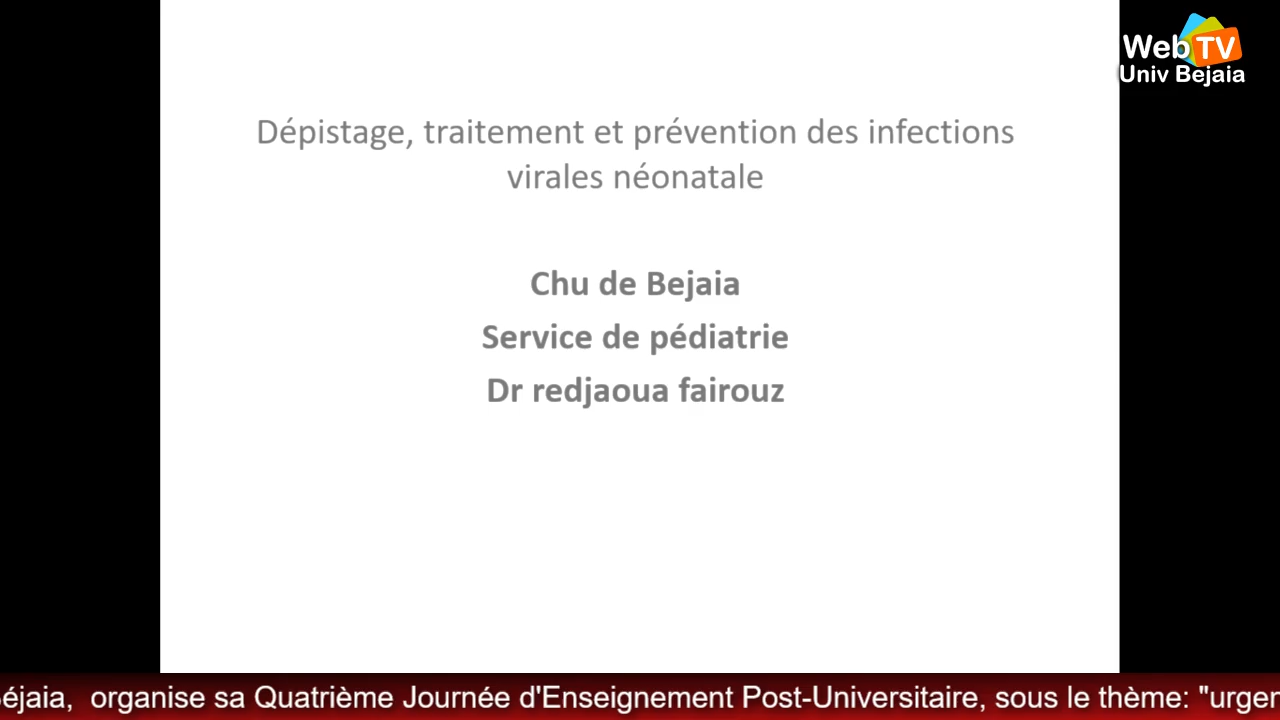 Web TV
Univ Bejaia
Dépistage, traitement et prévention des infections
virales néonatale
Chu de Bejaia
Service de pédiatrie
Dr redjaoua fairouz
éjaia, organise sa Quatrième Journée d'Enseignement Post-Universitaire, sous le thème: "urger